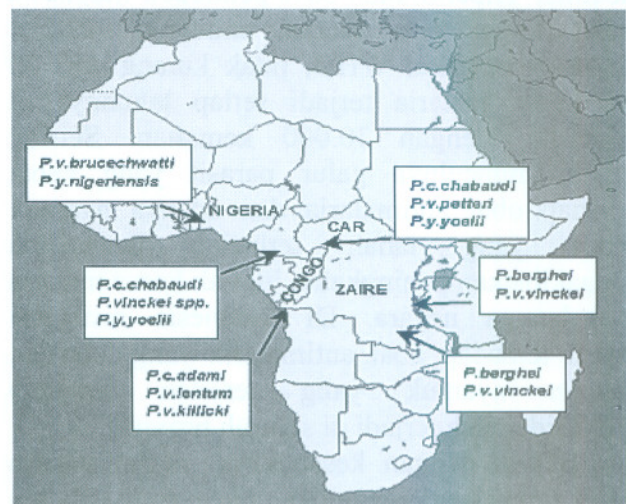 P.v.brucechwatti
P.y.nigeriensis
NIGERIA
CAR
P.c.chabaudi
P.v.petteri
P.y.yoelii
P.c.chabaudi
P.vinckei spp.
P.y.yoelii
CONGO
ZAIRE
P.berghei
P.v.vinckei
P.c.adami
P.v.lentum
P.v.killicki
P.berghei
P.v.vinckei